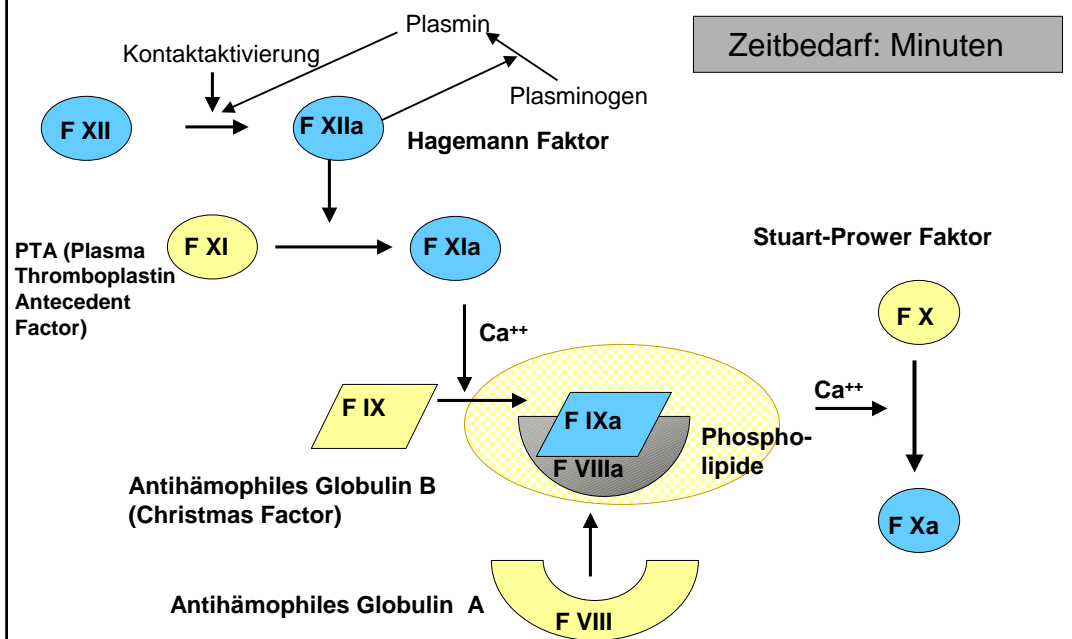 Plasmin
Zeitbedarf: Minuten
Kontaktaktivierung
Plasminogen
F XII
F XIIa
Hagemann Faktor
F XI
F XIa
PTA (Plasma
Thromboplastin
Antecedent
Factor)
Stuart-Prower Faktor
F X
Ca++
Ca++
F IX
F IXa
F VIIIa
Phospho-
lipide
Antihämophiles Globulin B
(Christmas Factor)
F Xa
Antihämophiles Globulin A
F VIII